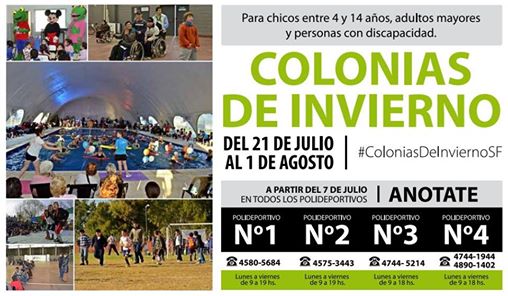 Para chicos entre 4 y 14 años, adultos mayores
y personas con discapacidad.
COLONIAS
DE INVIERNO
DEL 21 DE JULIO
AL 1 DE AGOSTO
#ColoniasDeInviernoSF
A PARTIR DEL 7 DE JULIO
EN TODOS LOS POLIDEPORTIVOS
ANOTATE
POLIDEPORTIVO
Nº1
4580-5684
Lunes a viernes
de 9 a 19 hs.
POLIDEPORTIVO
Nº2
4575-3443
Lunes a viernes
de 9 a 19 hs.
POLIDEPORTIVO
Nº3
4744- 5214
Lunes a viernes
de 9 a 18 hs.
POLIDEPORTIVO
Nº4
4744-1944
4890-1402
Lunes a viernes
de 9 a 18 hs.